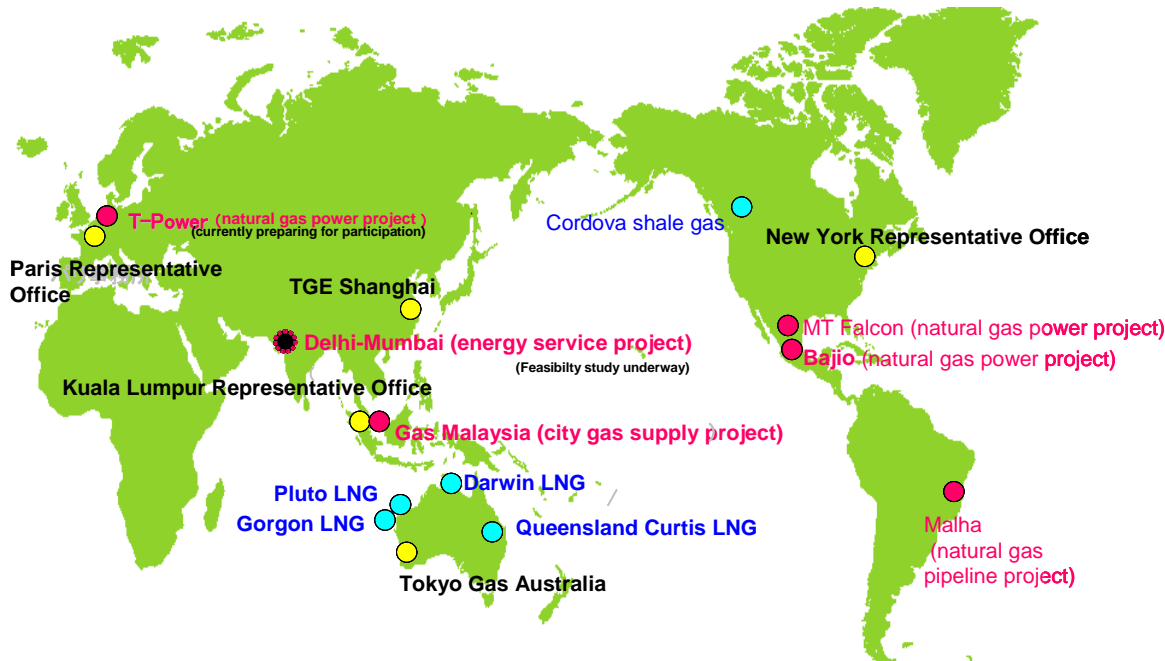 T-Power (natural gas power project )
(currently preparing for participation)
Paris Representative
Office
TGE Shanghai
Delhi-Mumbai (energy service project)
(Feasibilty study underway)
Kuala Lumpur Representative Office
Gas Malaysia (city gas supply project)
Darwin LNG
Pluto LNG
Gorgon LNG
Queensland Curtis LNG
Tokyo Gas Australia
Cordova shale gas
New York Representative Office
MT Falcon (natural gas power project)
Bajio (natural gas power project)
Malha
(natural gas
pipeline project)